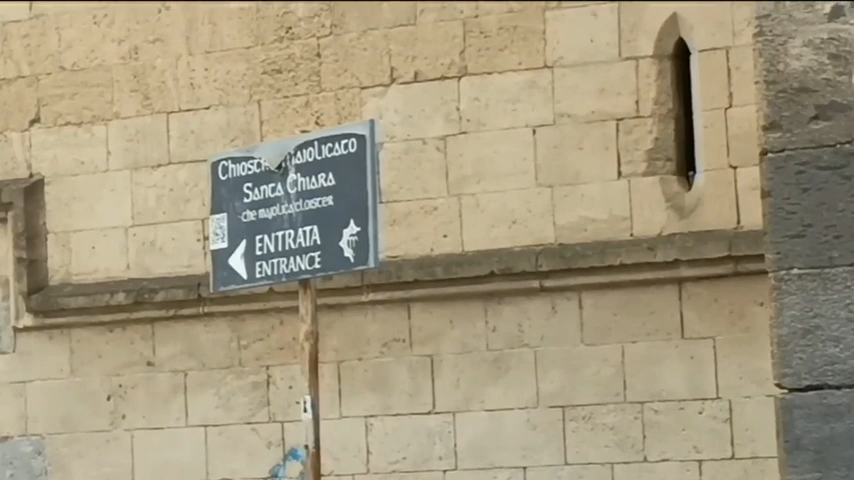 Chiostro Maiolicato
Santa Chiara
the majolica cloister
ENTRATA
ENTRANCE